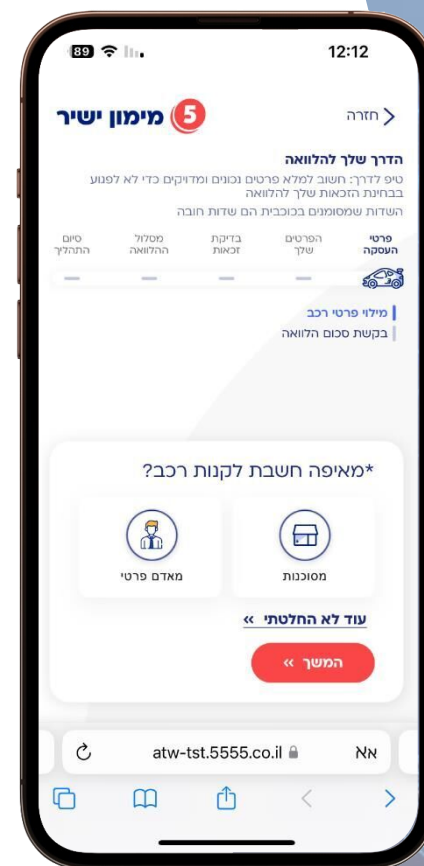 12:12
89
חזרה
5 מימון ישיר
הדרך שלך להלוואה
טיפ לדרך: חשוב למלא פרטים נכונים ומדויקים כדי לא לפגוע
בבחינת הזכאות שלך להלוואה
השדות שמסומנים בכוכבית הם שדות חובה
פרטי העסקה
הפרטים שלך
בדיקת זכאות
מסלול ההלוואה
סיום התהליך
מילוי פרטי רכב
בקשת סכום הלוואה
*מאיפה חשבת לקנות רכב?
מסוכנות
מאדם פרטי
עוד לא החלטתי »
המשך »
אא
atw-tst.5555.co.il